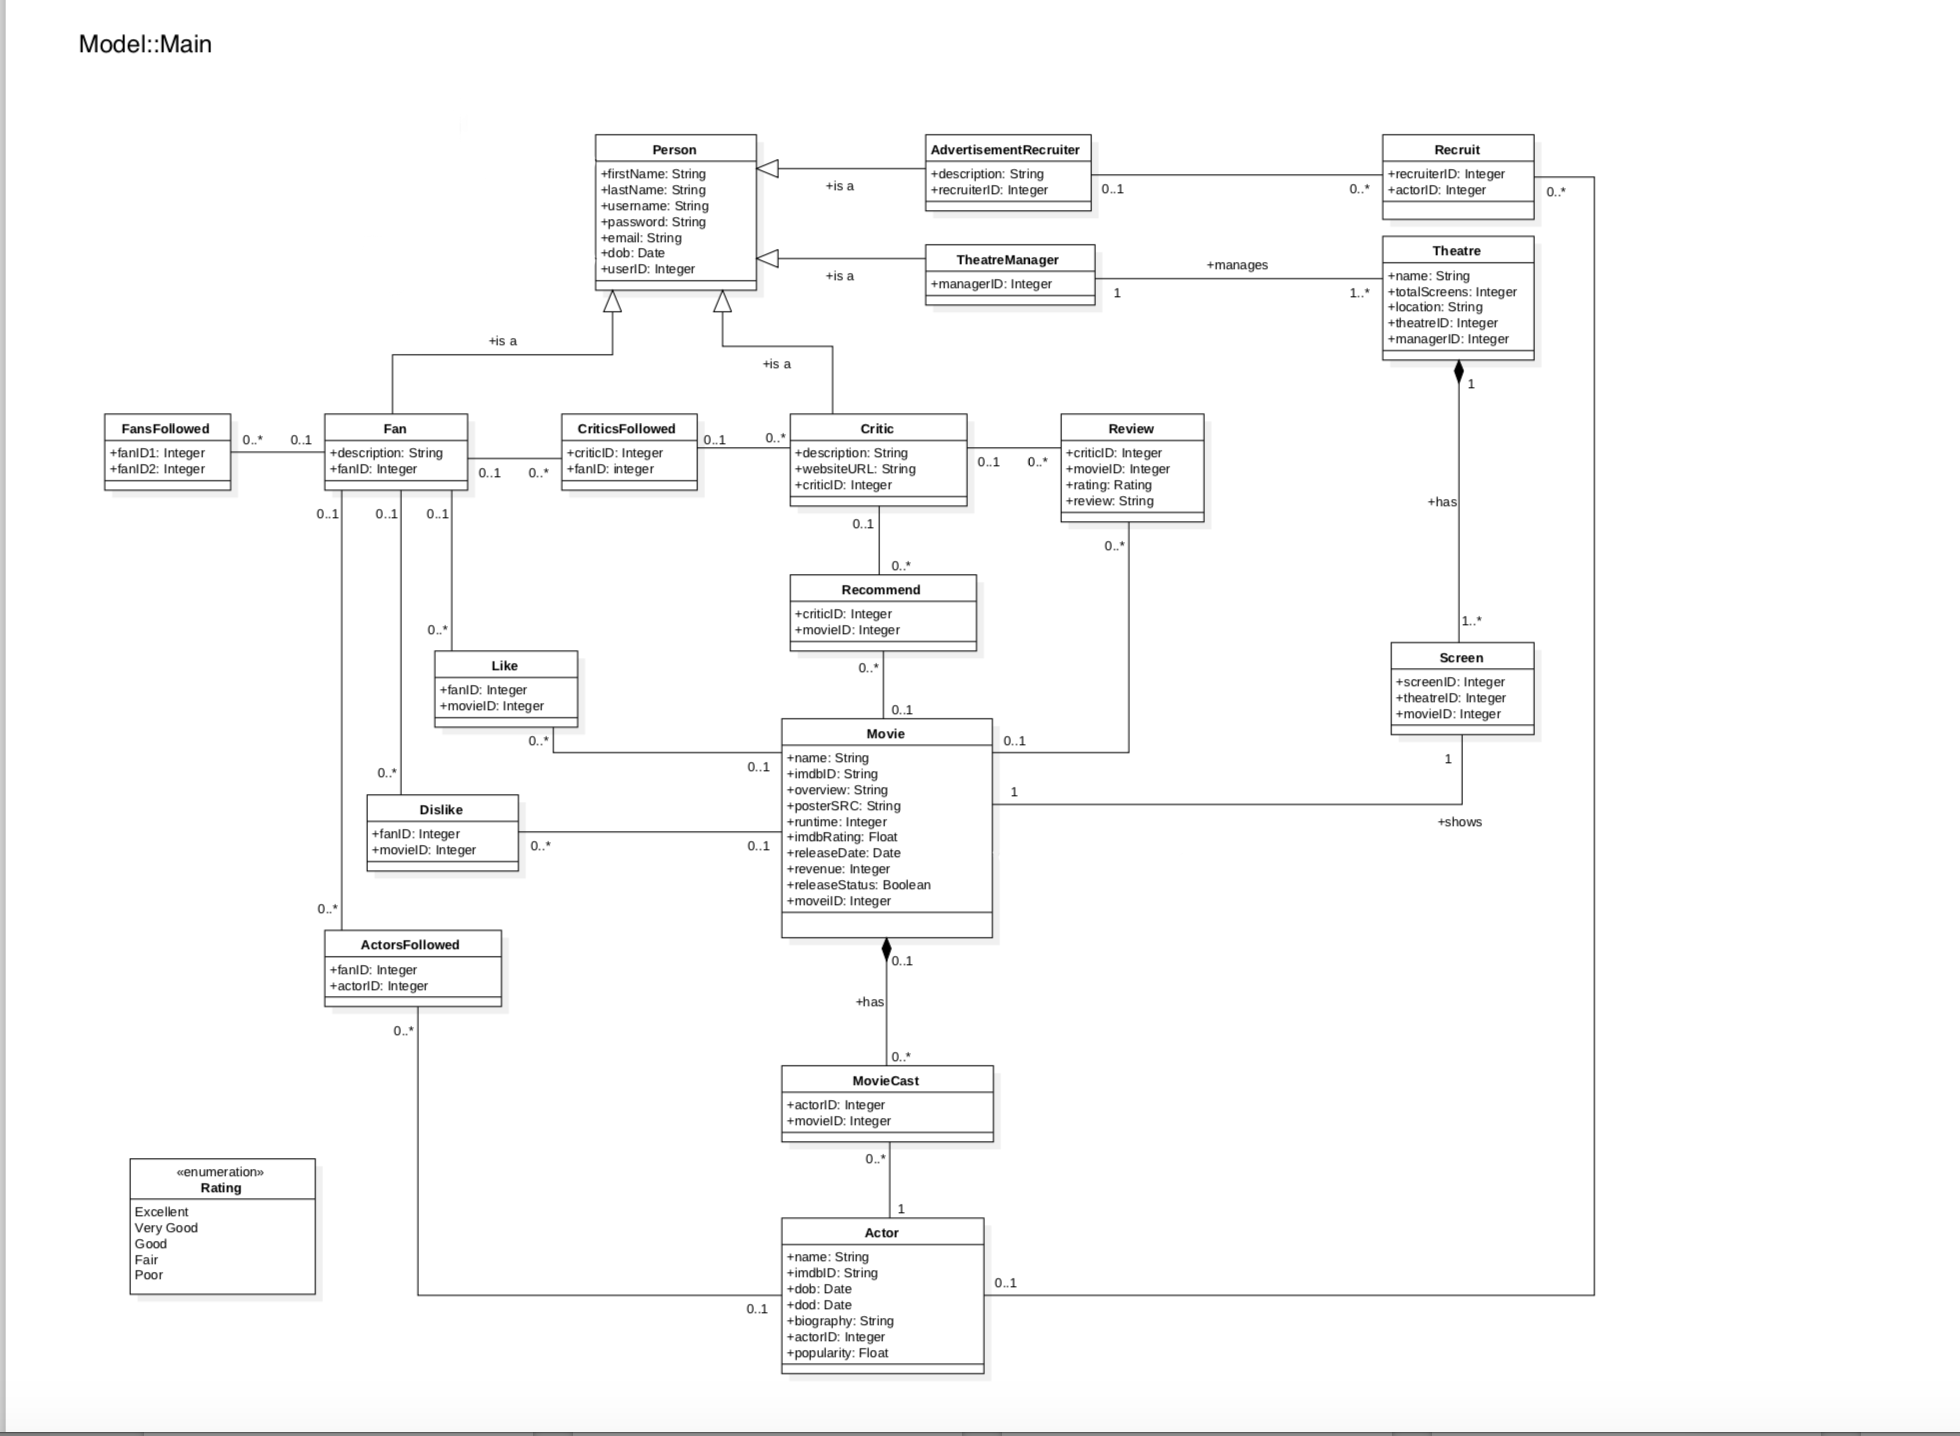 Model::Main
Person
+firstName: String
+lastName: String
+username: String
+password: String
+email: String
+dob: Date
+userID: Integer
+is a
AdvertisementRecruiter
+description: String
+recruiterID: Integer
0..1
0..*
Recruit
+recruiterID: Integer
+actorID: Integer
0..*
+is a
TheatreManager
+managerID: Integer
+manages
1
1..*
Theatre
+name: String
+totalScreens: Integer
+location: String
+theatreID: Integer
+managerID: Integer
1
+is a
+is a
FansFollowed
+fanID1: Integer
+fanID2: Integer
0..*
0..1
Fan
+description: String
+fanID: Integer
0..1
0..*
CriticsFollowed
+criticID: Integer
+fanID: integer
0..1
0..*
Critic
+description: String
+websiteURL: String
+criticID: Integer
0..1
0..*
Review
+criticID: Integer
+movieID: Integer
+rating: Rating
+review: String
+has
0..1
0..1
0..1
0..1
0..*
0..*
Recommend
+criticID: Integer
+movieID: Integer
0..*
0..1
0..*
Like
+fanID: Integer
+movieID: Integer
0..*
0..1
1..*
Screen
+screenID: Integer
+theatreID: Integer
+movieID: Integer
1
+shows
0..*
Dislike
+fanID: Integer
+movieID: Integer
0..*
0..1
Movie
+name: String
+imdbID: String
+overview: String
+posterSRC: String
+runtime: Integer
+imdbRating: Float
+releaseDate: Date
+revenue: Integer
+releaseStatus: Boolean
+moveiID: Integer
0..1
1
0..*
ActorsFollowed
+fanID: Integer
+actorID: Integer
0..*
0..1
+has
0..*
MovieCast
+actorID: Integer
+movieID: Integer
0..*
1
«enumeration»
Rating
Excellent
Very Good
Good
Fair
Poor
0..1
Actor
+name: String
+imdbID: String
+dob: Date
+dod: Date
+biography: String
+actorID: Integer
+popularity: Float
0..1